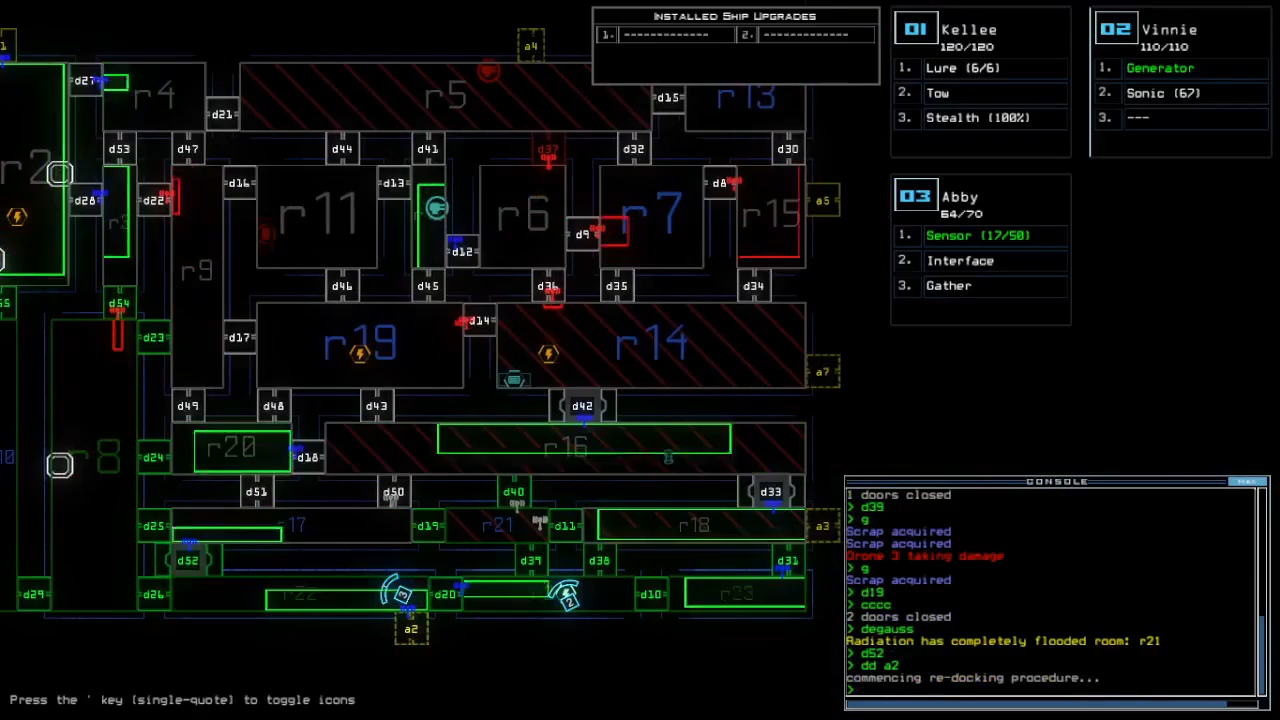 INSTALLED SHIP UPGRADES
1. ------------- 2. -------------
01 Kellee
120/120
1. Lure (6/6)
2. Tow
3. Stealth (100%)
02 Vinnie
110/110
1. Generator
2. Sonic (67)
3. ---
03 Abby
64/70
1. Sensor (17/50)
2. Interface
3. Gather
a4
d27 r4 d21 r5 d15 r13
d53 d47 d44 d41 d37 d32 d30
r2 d28 d22 d16 r11 d13 r6 r7 d8 r15 a5
r9 d12 d9
d54 d46 d45 d36 d35 d34
d23 d17 r19 d14 r14 a7
d49 d48 d43 d42
r8 d24 r20 d18 r16
d51 d50 d40 d33
d25 r17 d19 r21 d11 r18 a3
d52 d39 d38 d31
d29 d26 r22 3 d20 2 d10 r23
a2
CONSOLE
1 doors closed
> d39
> g
Scrap acquired
Scrap acquired
Drone 3 taking damage
> g
Scrap acquired
> d19
> cccc
2 doors closed
> degauss
Radiation has completely flooded room: r21
> d52
> dd a2
commencing re-docking procedure...
>
Press the ' key (single-quote) to toggle icons